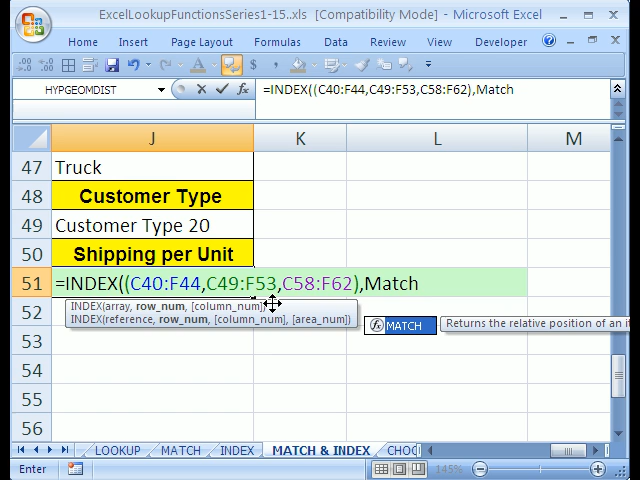 ExcelLookupFunctionsSeries1-15..xls [Compatibility Mode] - Microsoft Excel
Home Insert Page Layout Formulas Data Review View Developer
HYPGEOMDIST =INDEX((C40:F44,C49:F53,C58:F62),Match
J K L M
47 Truck
48 Customer Type
49 Customer Type 20
50 Shipping per Unit
51 =INDEX((C40:F44,C49:F53,C58:F62),Match
INDEX(array, row_num, [column_num])
52 INDEX(reference, row_num, [column_num], [area_num])
MATCH Returns the relative position of an it
53
54
55
56
LOOKUP MATCH INDEX MATCH & INDEX CHOO
Enter 145%